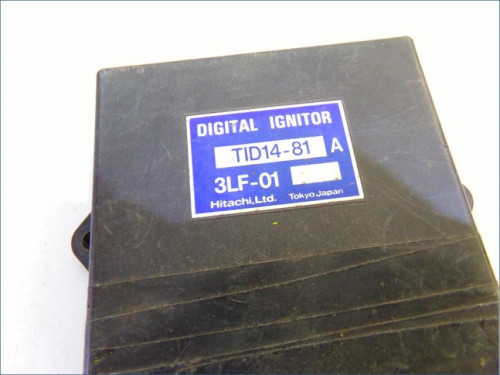 DIGITAL IGNITOR
TID14-81 A
3LF-01
Hitachi,Ltd. Tokyo Japan